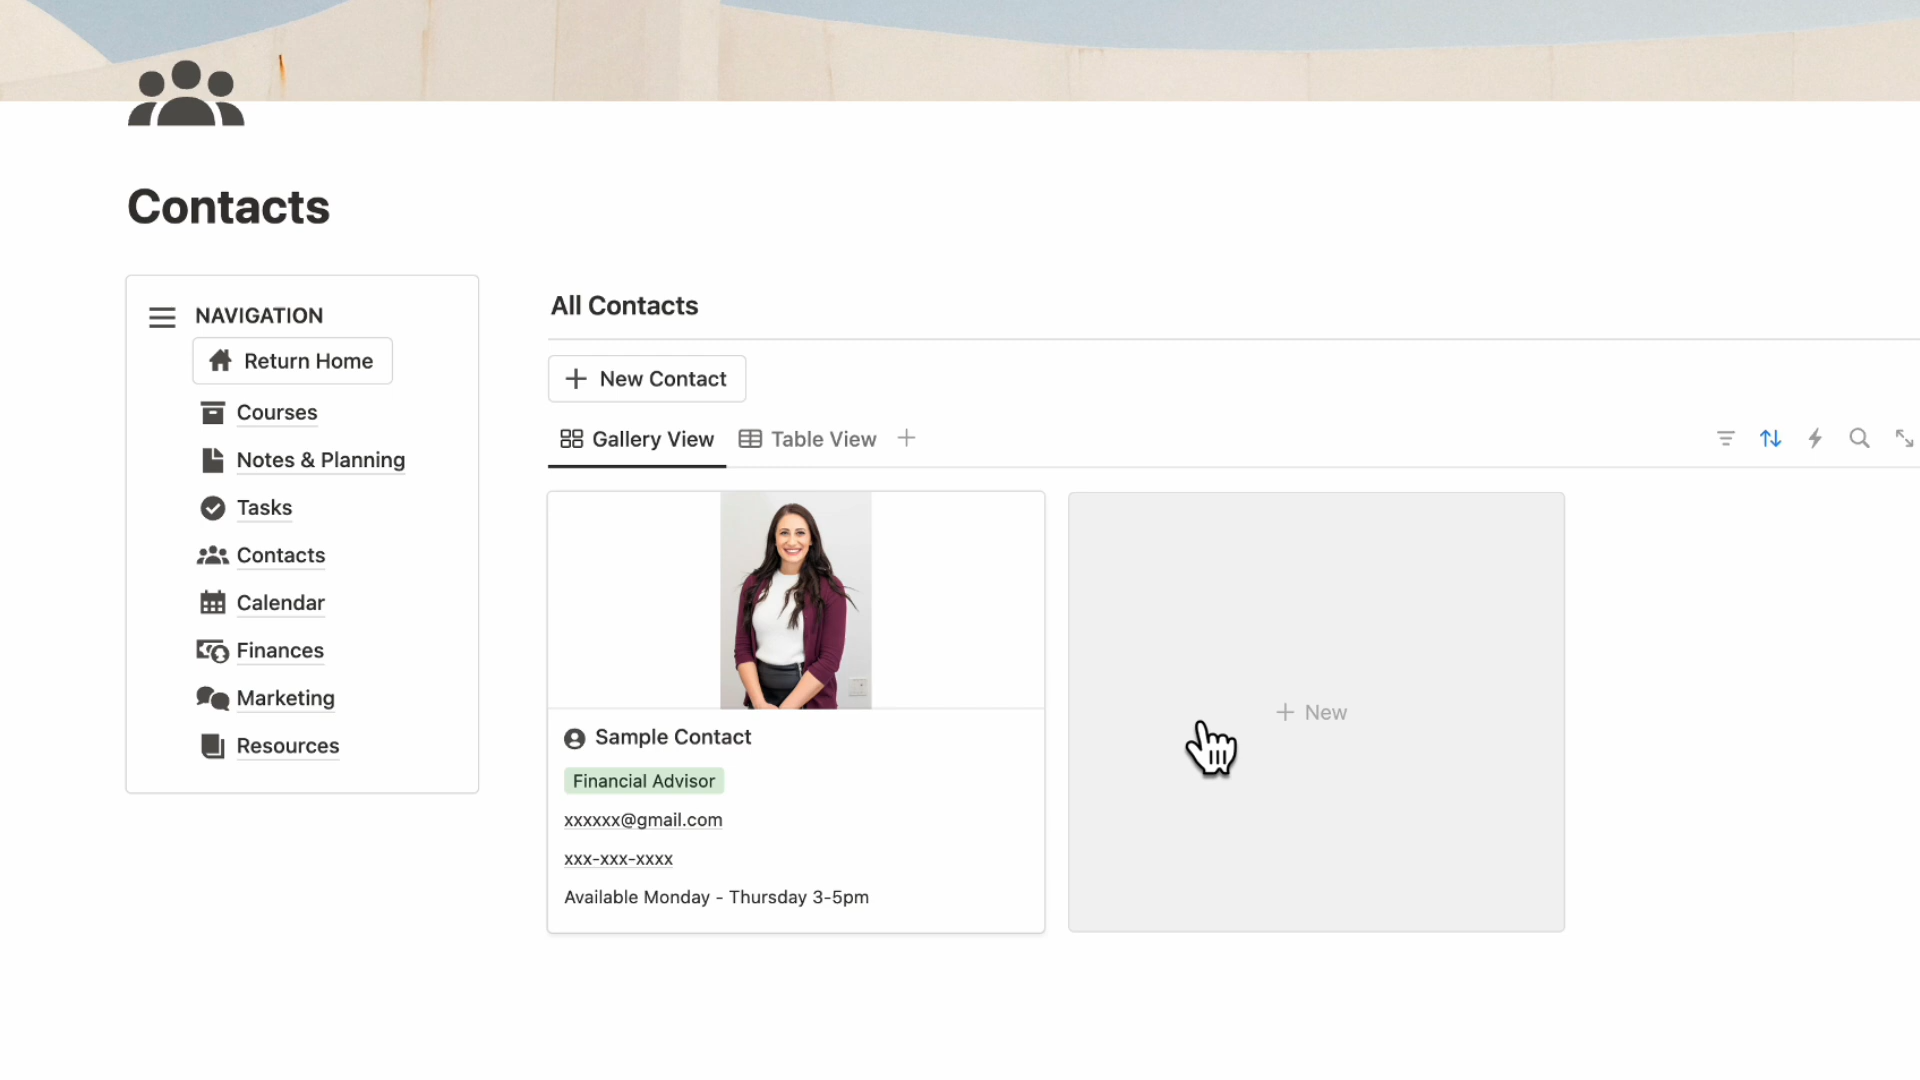 Contacts
NAVIGATION
Return Home
Courses
Notes & Planning
Tasks
Contacts
Calendar
Finances
Marketing
Resources
All Contacts
New Contact
Gallery View
Table View
Sample Contact
Financial Advisor
xxxxxx@gmail.com
xxx-xxx-xxxx
Available Monday - Thursday 3-5pm
New